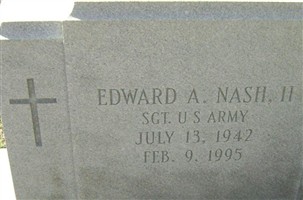 EDWARD A. NASH, II
SGT. U S ARMY
JULY 13, 1942
FEB. 9, 1995